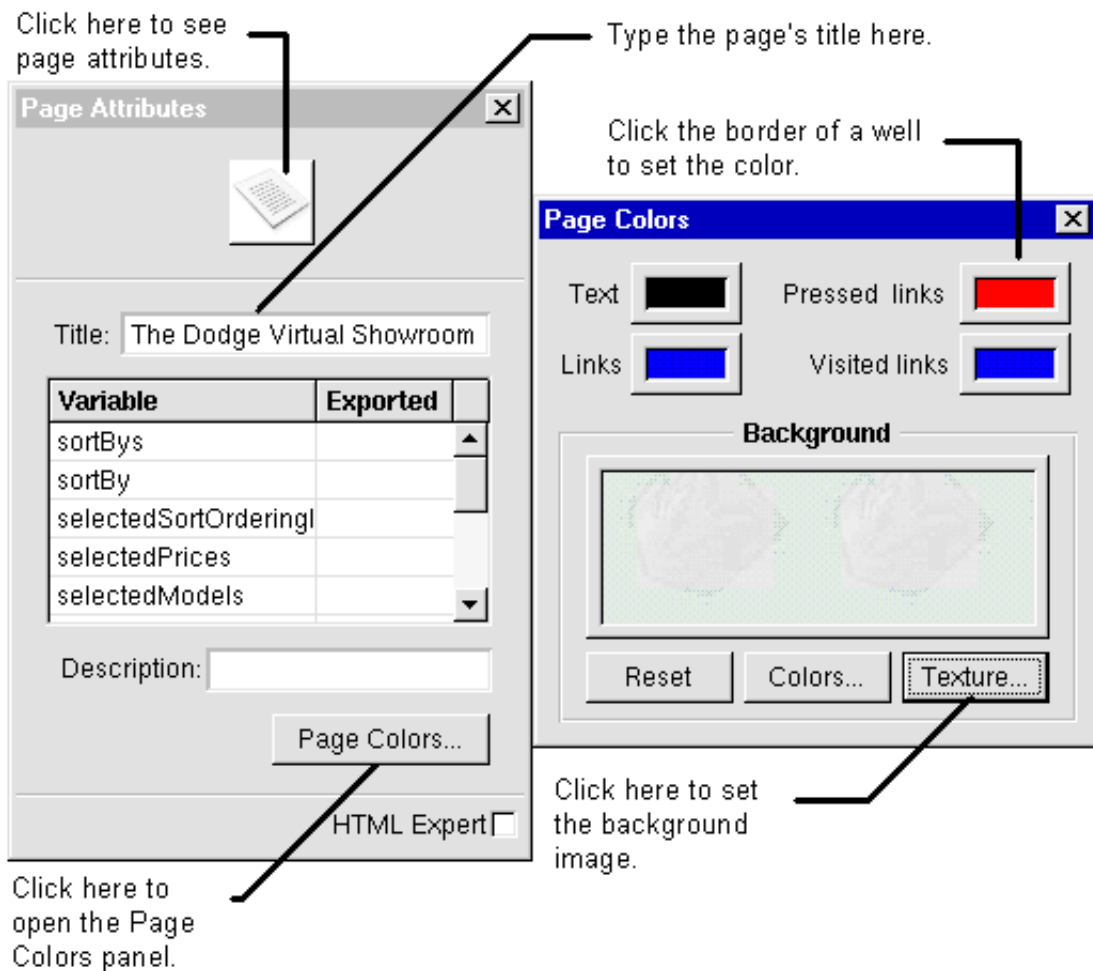 Click here to see
page attributes.
Type the page's title here.
Page Attributes
Click the border of a well
to set the color.
Page Colors
Text
Pressed links
Links
Visited links
Title: The Dodge Virtual Showroom
Variable Exported
sortBys
sortBy
selectedSortOrderingI
selectedPrices
selectedModels
Description:
Page Colors...
HTML Expert
Background
Reset Colors... Texture...
Click here to set
the background
image.
Click here to
open the Page
Colors panel.